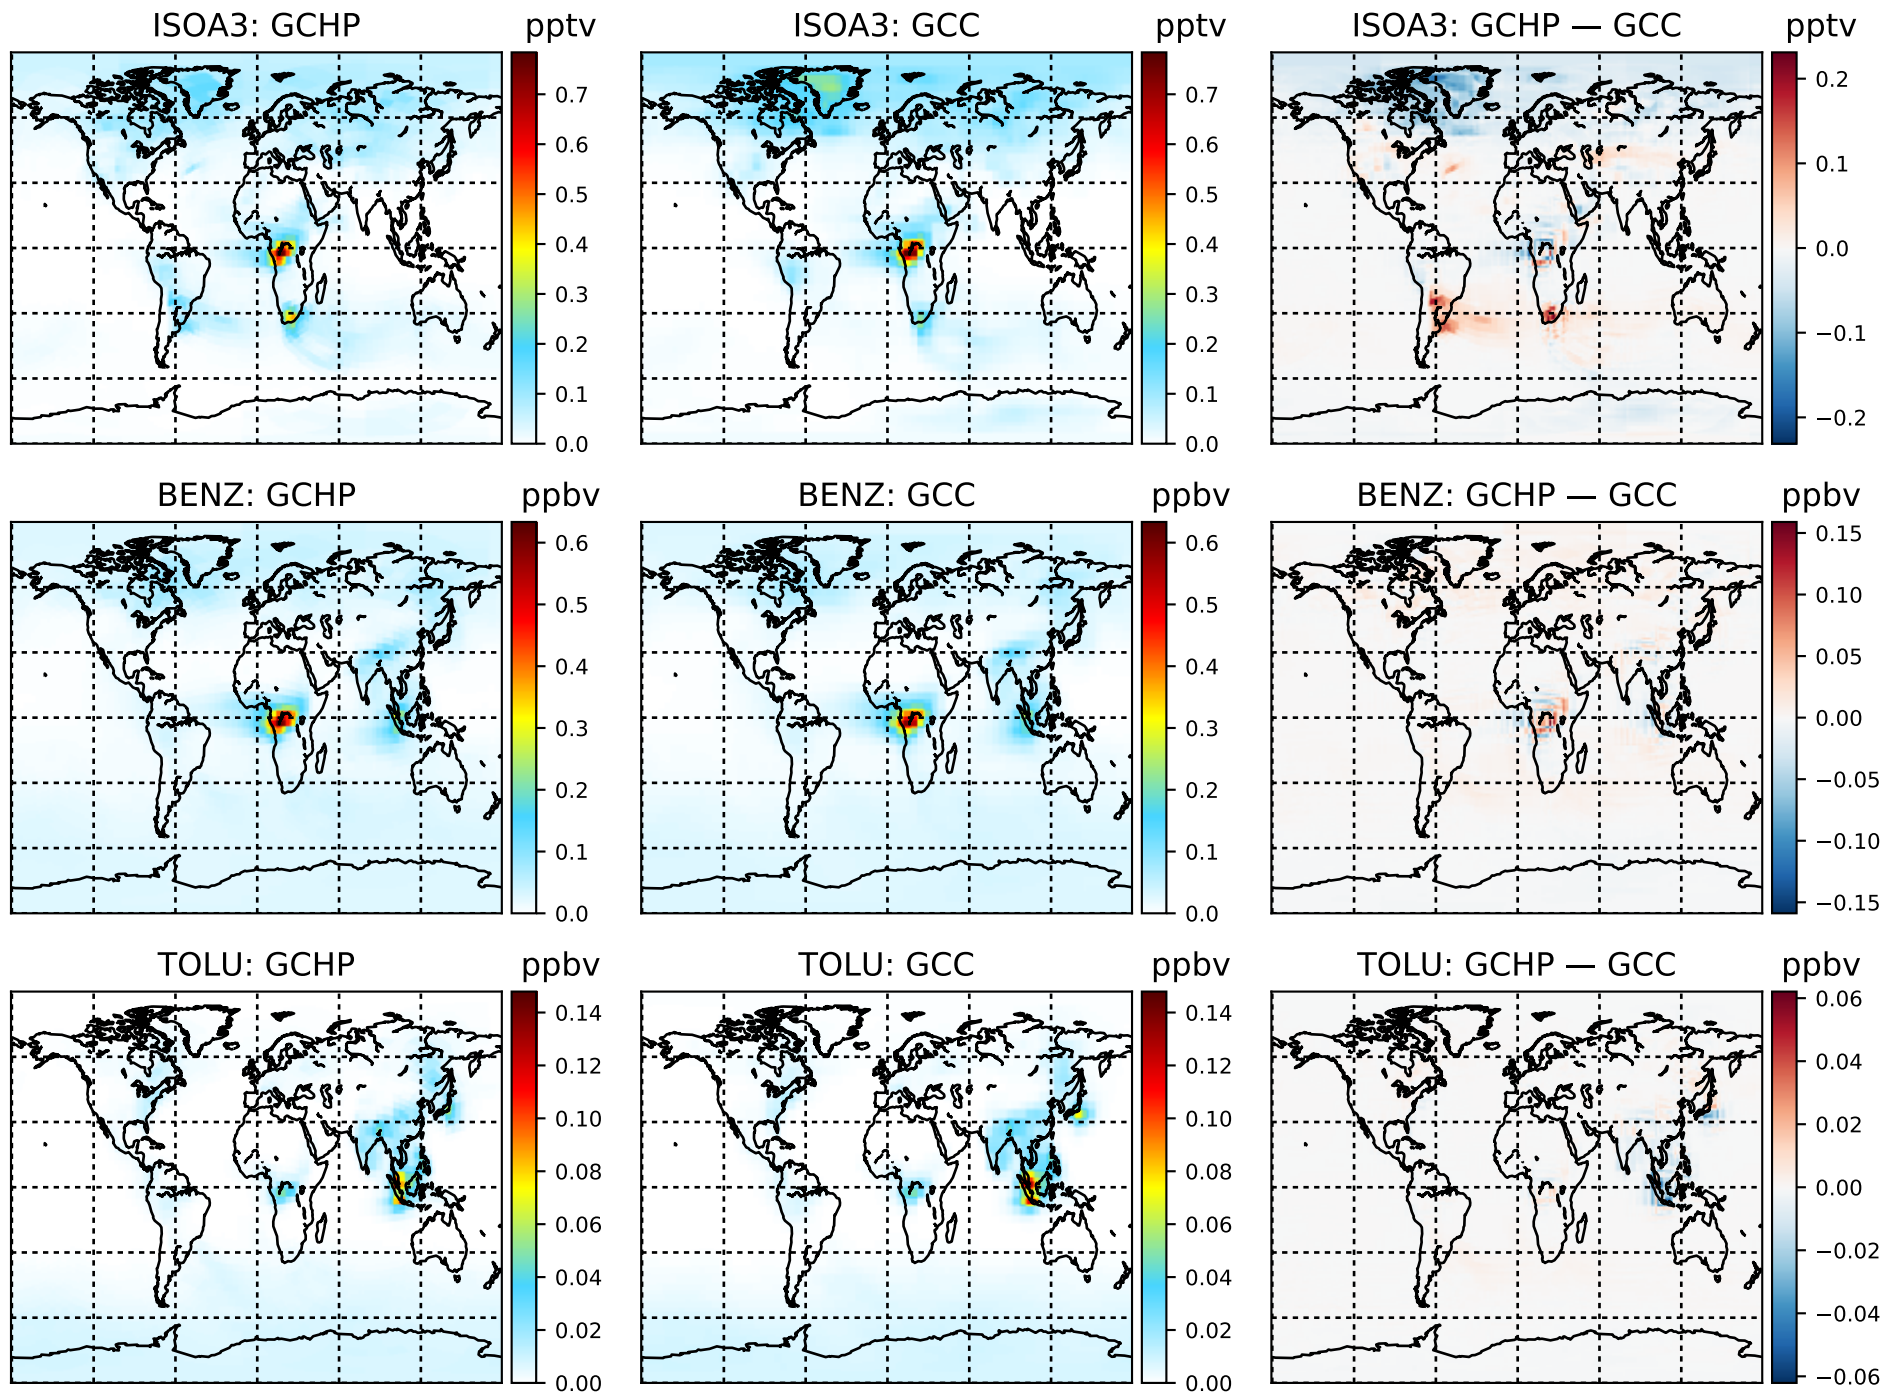 ISOA3: GCHP pptv ISOA3: GCC pptv ISOA3: GCHP — GCC pptv
0.7 0.7 0.2
0.6 0.6
0.5 0.5 0.1
0.4 0.4 0.0
0.3 0.3
0.2 0.2 −0.1
0.1 0.1 −0.2
0.0 0.0
BENZ: GCHP ppbv BENZ: GCC ppbv BENZ: GCHP — GCC ppbv
0.6 0.6 0.15
0.5 0.5 0.10
0.4 0.4 0.05
0.3 0.3 0.00
0.2 0.2 −0.05
0.1 0.1 −0.10
0.0 0.0 −0.15
TOLU: GCHP ppbv TOLU: GCC ppbv TOLU: GCHP — GCC ppbv
0.14 0.14 0.06
0.12 0.12 0.04
0.10 0.10 0.02
0.08 0.08
0.06 0.06 0.00
0.04 0.04 −0.02
0.02 0.02 −0.04
0.00 0.00 −0.06